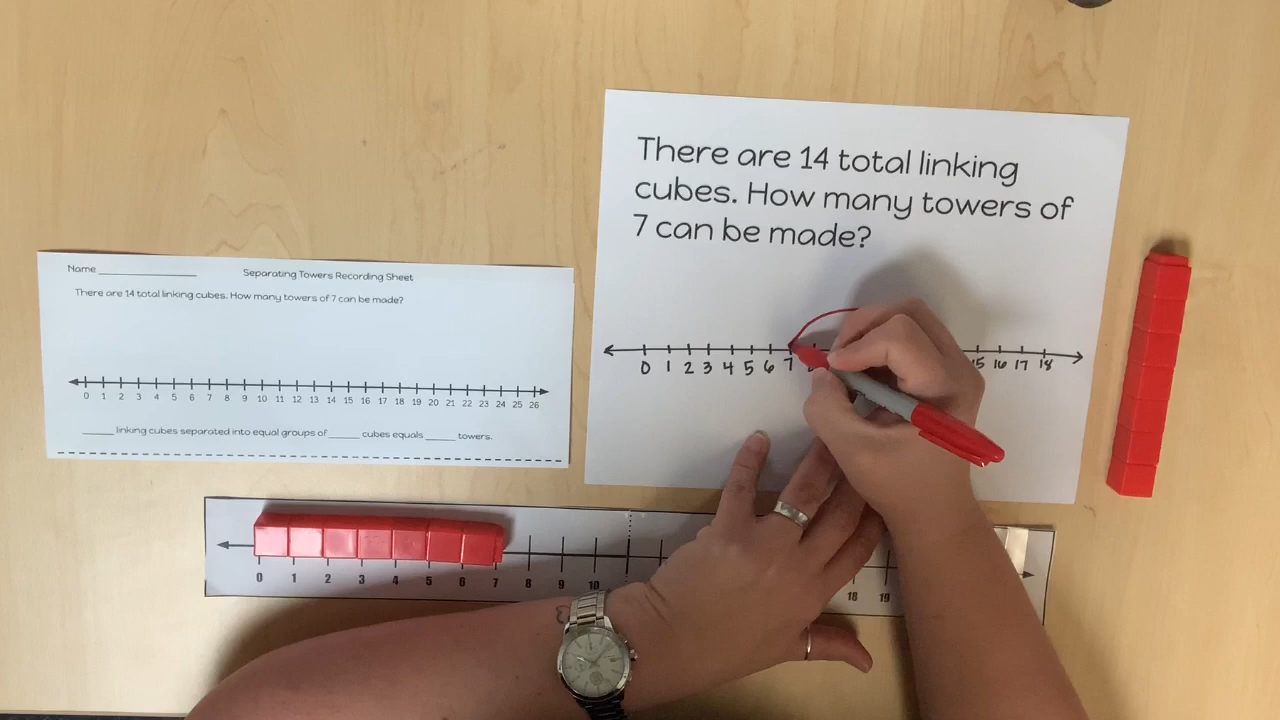 There are 14 total linking
cubes. How many towers of
7 can be made?
0 1 2 3 4 5 6 7 15 16 17 18
Name
Separating Towers Recording Sheet
There are 14 total linking cubes. How many towers of 7 can be made?
0 1 2 3 4 5 6 7 8 9 10 11 12 13 14 15 16 17 18 19 20 21 22 23 24 25 26
_____ linking cubes separated into equal groups of _____ cubes equals _____ towers.
0 1 2 3 4 5 6 7 8 9 10 18 19